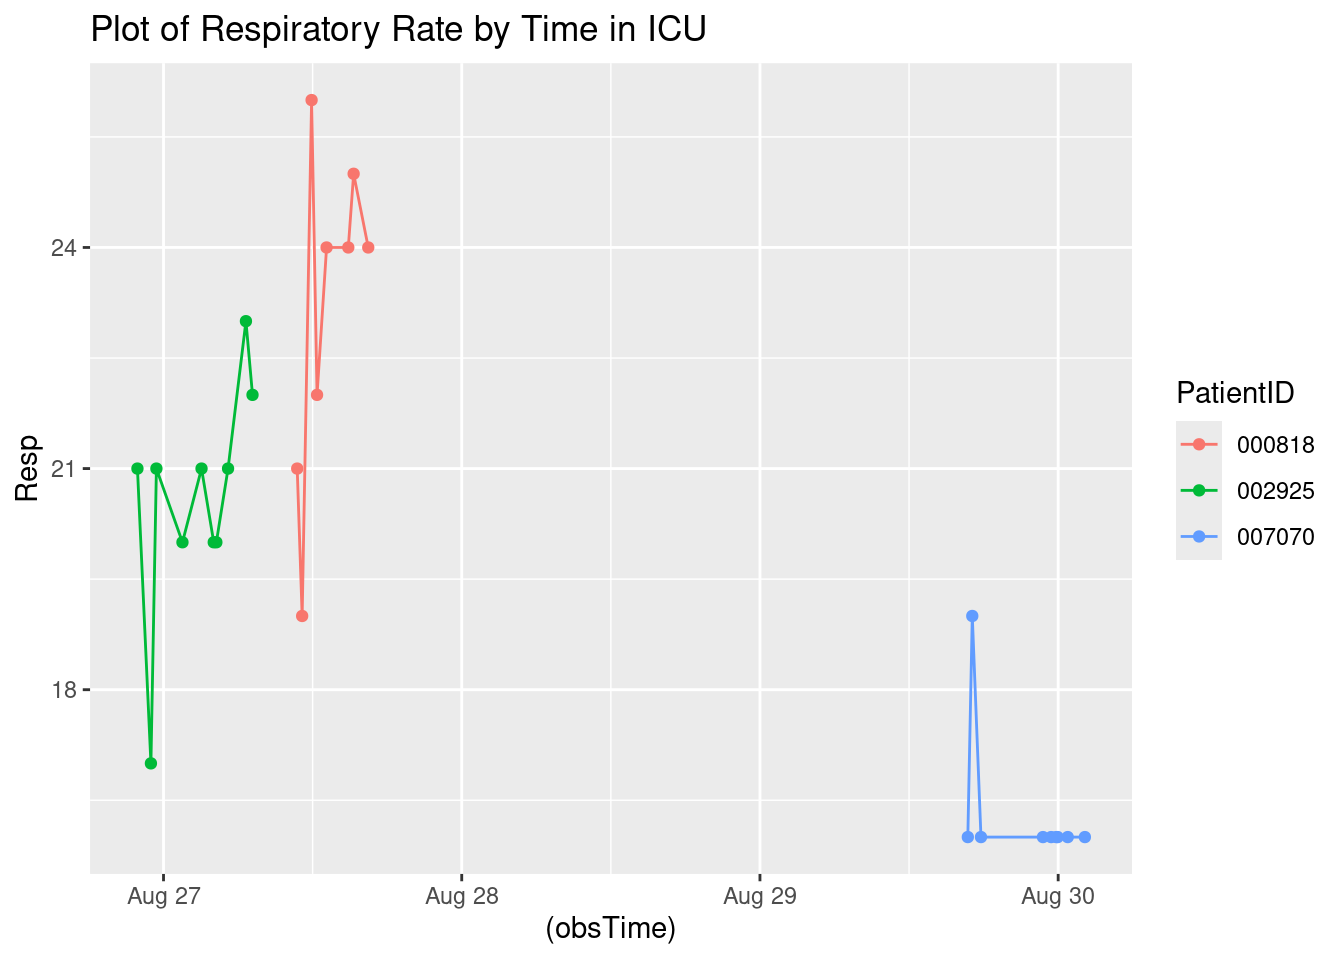 Plot of Respiratory Rate by Time in ICU
24
21
18
Resp
Aug 27
Aug 28
Aug 29
Aug 30
(obsTime)
PatientID
000818
002925
007070